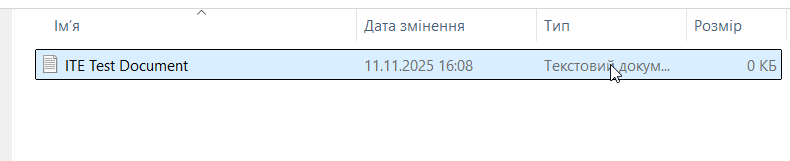 Ім’я Дата змінення Тип Розмір
ITE Test Document 11.11.2025 16:08 Текстовий докум... 0 КБ